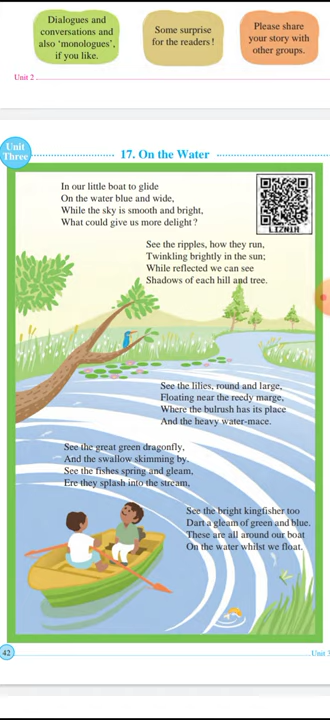 Dialogues and
conversations and
also ‘monologues’,
if you like.
Some surprise
for the readers !
Please share
your story with
other groups.
Unit 2
Unit
Three
17. On the Water
In our little boat to glide
On the water blue and wide,
While the sky is smooth and bright,
What could give us more delight ?
LIZNIH
See the ripples, how they run,
Twinkling brightly in the sun;
While reflected we can see
Shadows of each hill and tree.
See the lilies, round and large,
Floating near the reedy marge,
Where the bulrush has its place
And the heavy water-mace.
See the great green dragonfly,
And the swallow skimming by,
See the fishes spring and gleam,
Ere they splash into the stream,
See the bright kingfisher too
Dart a gleam of green and blue.
These are all around our boat
On the water whilst we float.
42
Unit 3